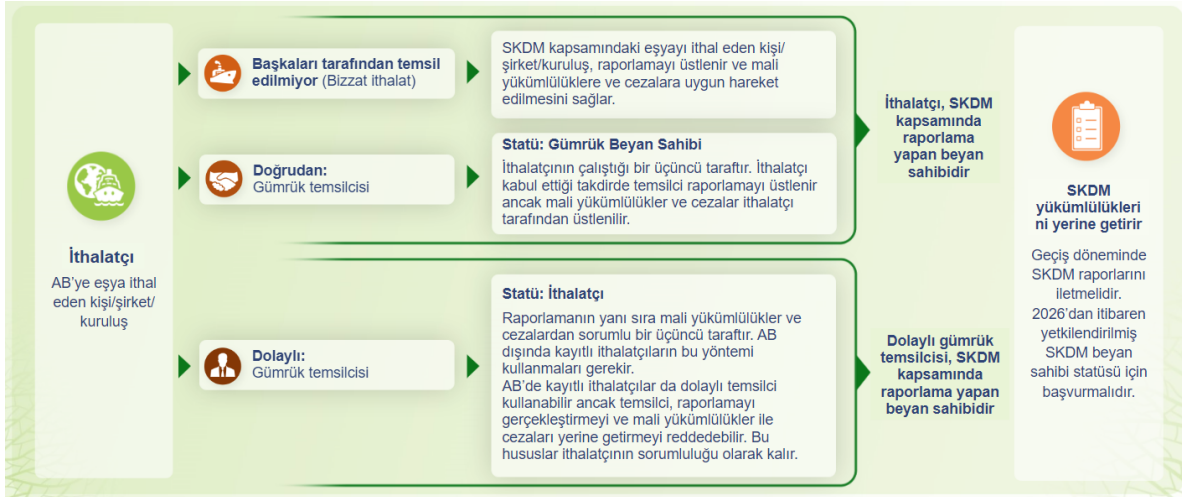 İthalatçı
AB'ye eşya ithal
eden kişi/şirket/
kuruluş
Başkaları tarafından temsil
edilmiyor (Bizzat ithalat)
SKDM kapsamındaki eşyayı ithal eden kişi/
şirket/kuruluş, raporlamayı üstlenir ve mali
yükümlülüklere ve cezalara uygun hareket
edilmesini sağlar.
Doğrudan:
Gümrük temsilcisi
Statü: Gümrük Beyan Sahibi
İthalatçının çalıştığı bir üçüncü taraftır. İthalatçı
kabul ettiği takdirde temsilci raporlamayı üstlenir
ancak mali yükümlülükler ve cezalar ithalatçı
tarafından üstlenilir.
İthalatçı, SKDM
kapsamında
raporlama
yapan beyan
sahibidir
Dolaylı:
Gümrük temsilcisi
Statü: İthalatçı
Raporlamanın yanı sıra mali yükümlülükler ve
cezalardan sorumlu bir üçüncü taraftır. AB
dışında kayıtlı ithalatçıların bu yöntemi
kullanmaları gerekir.
AB'de kayıtlı ithalatçılar da dolaylı temsilci
kullanabilir ancak temsilci, raporlamayı
gerçekleştirmeyi ve mali yükümlülükler ile
cezaları yerine getirmeyi reddedebilir. Bu
hususlar ithalatçının sorumluluğu olarak kalır.
Dolaylı gümrük
temsilcisi, SKDM
kapsamında
raporlama yapan
beyan sahibidir
SKDM
yükümlülükleri
ni yerine getirir
Geçiş döneminde
SKDM raporlarını
iletmelidir.
2026'dan itibaren
yetkilendirilmiş
SKDM beyan
sahibi statüsü için
başvurmalıdır.